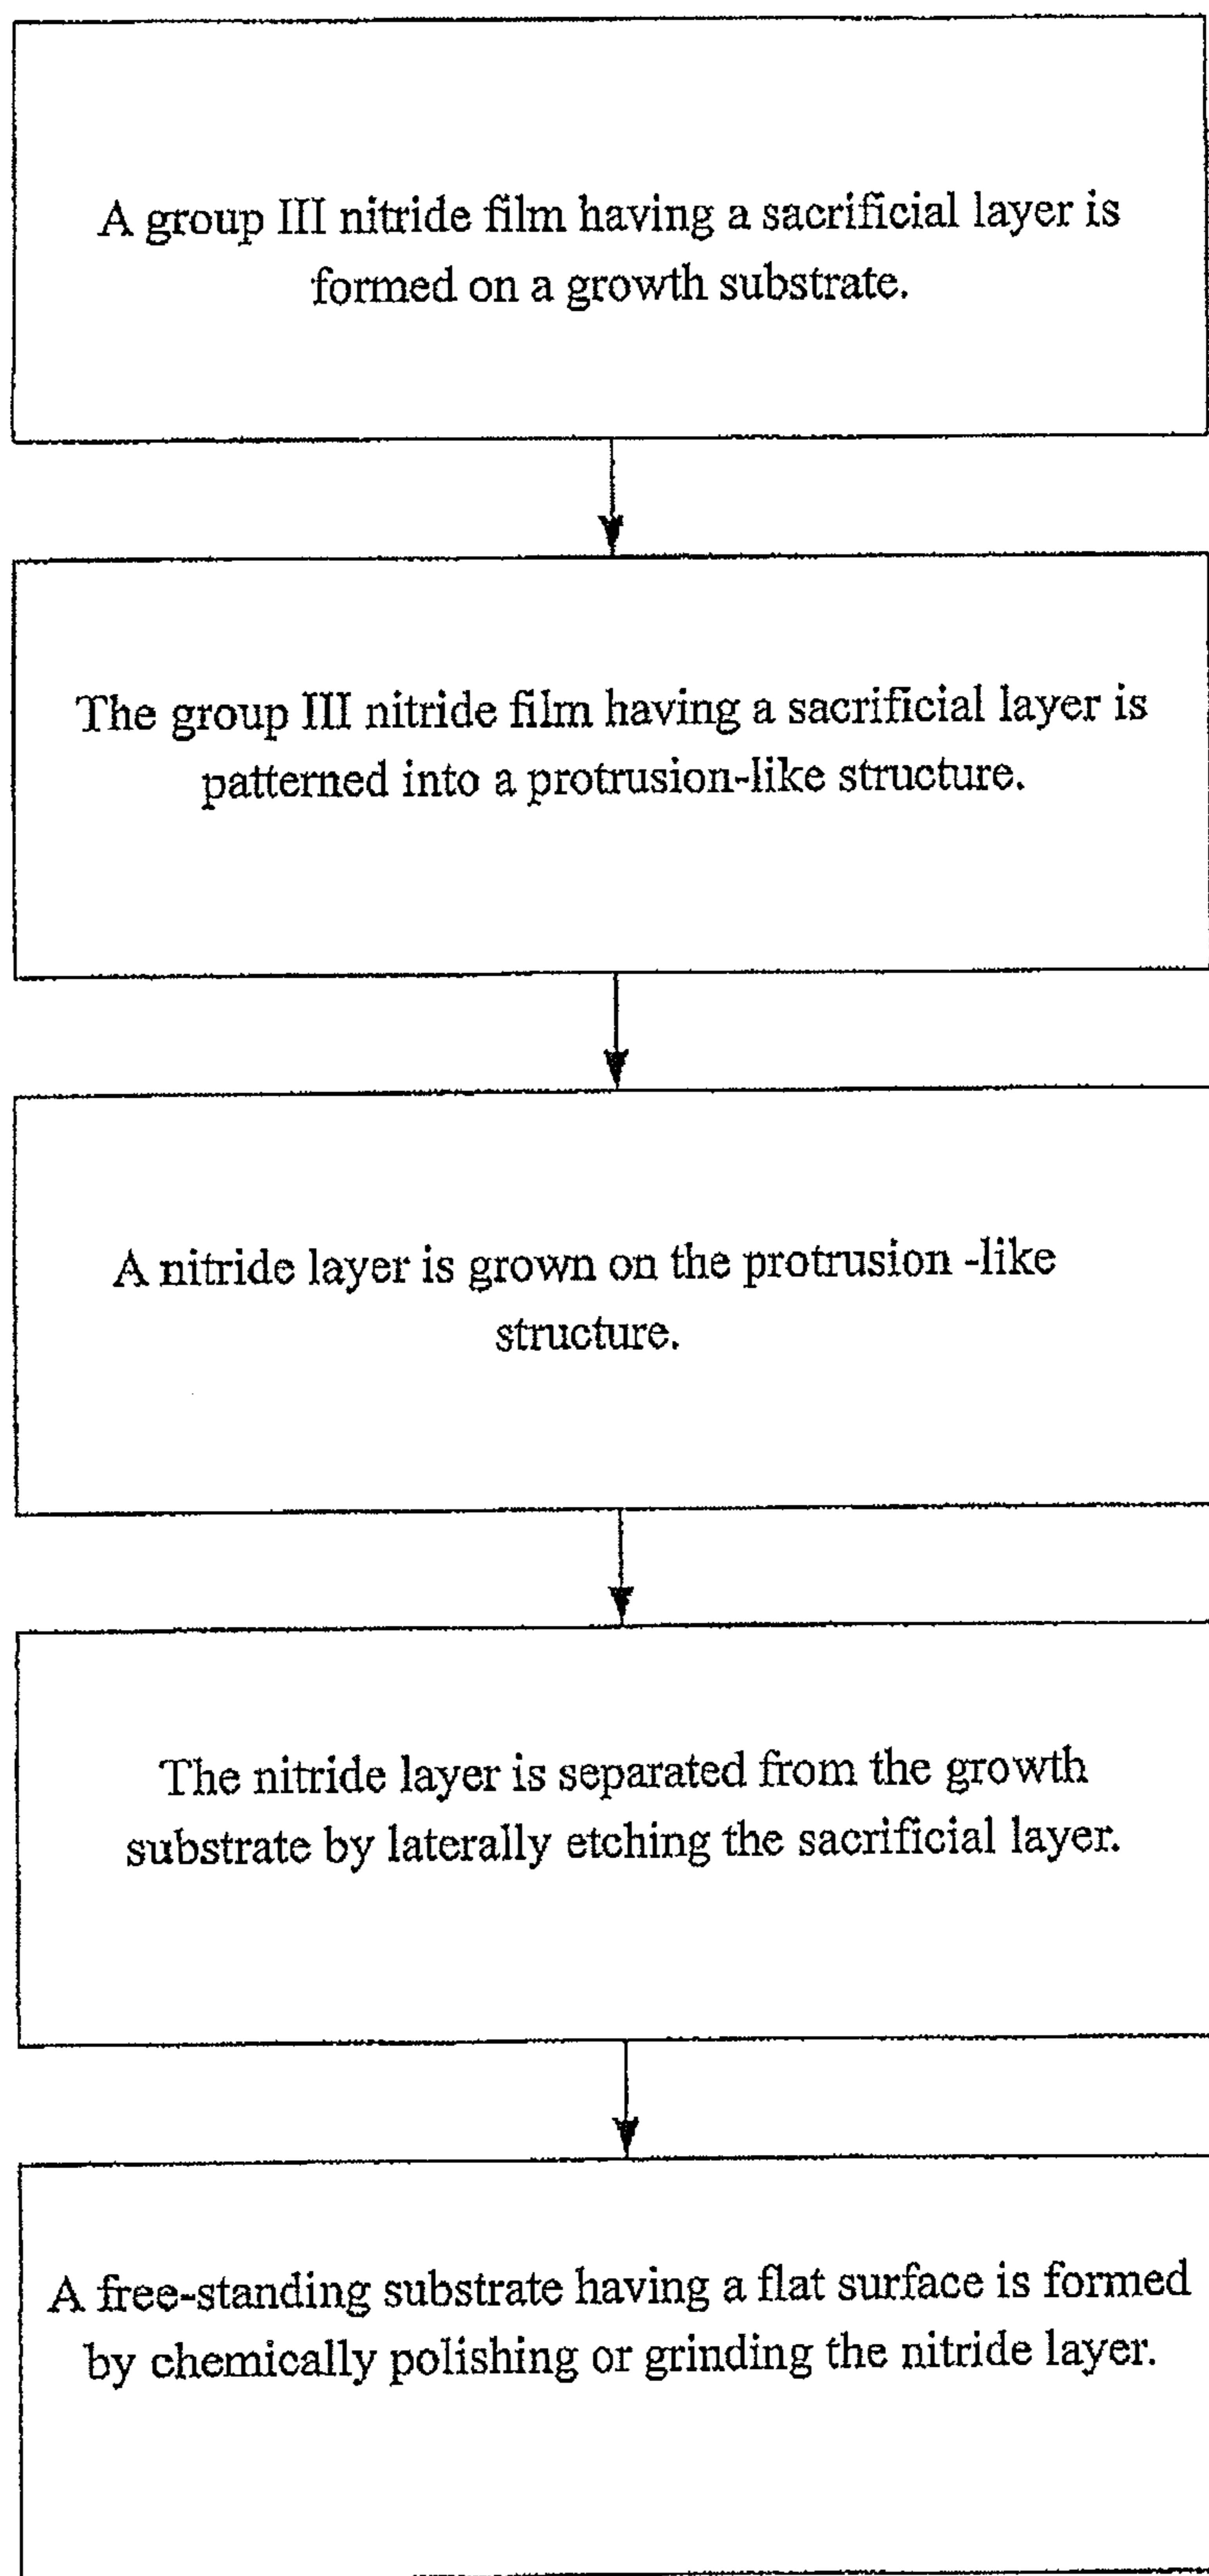 A group III nitride film having a sacrificial layer is
formed on a growth substrate.
The group III nitride film having a sacrificial layer is
patterned into a protrusion-like structure.
A nitride layer is grown on the protrusion -like
structure.
The nitride layer is separated from the growth
substrate by laterally etching the sacrificial layer.
A free-standing substrate having a flat surface is formed
by chemically polishing or grinding the nitride layer.